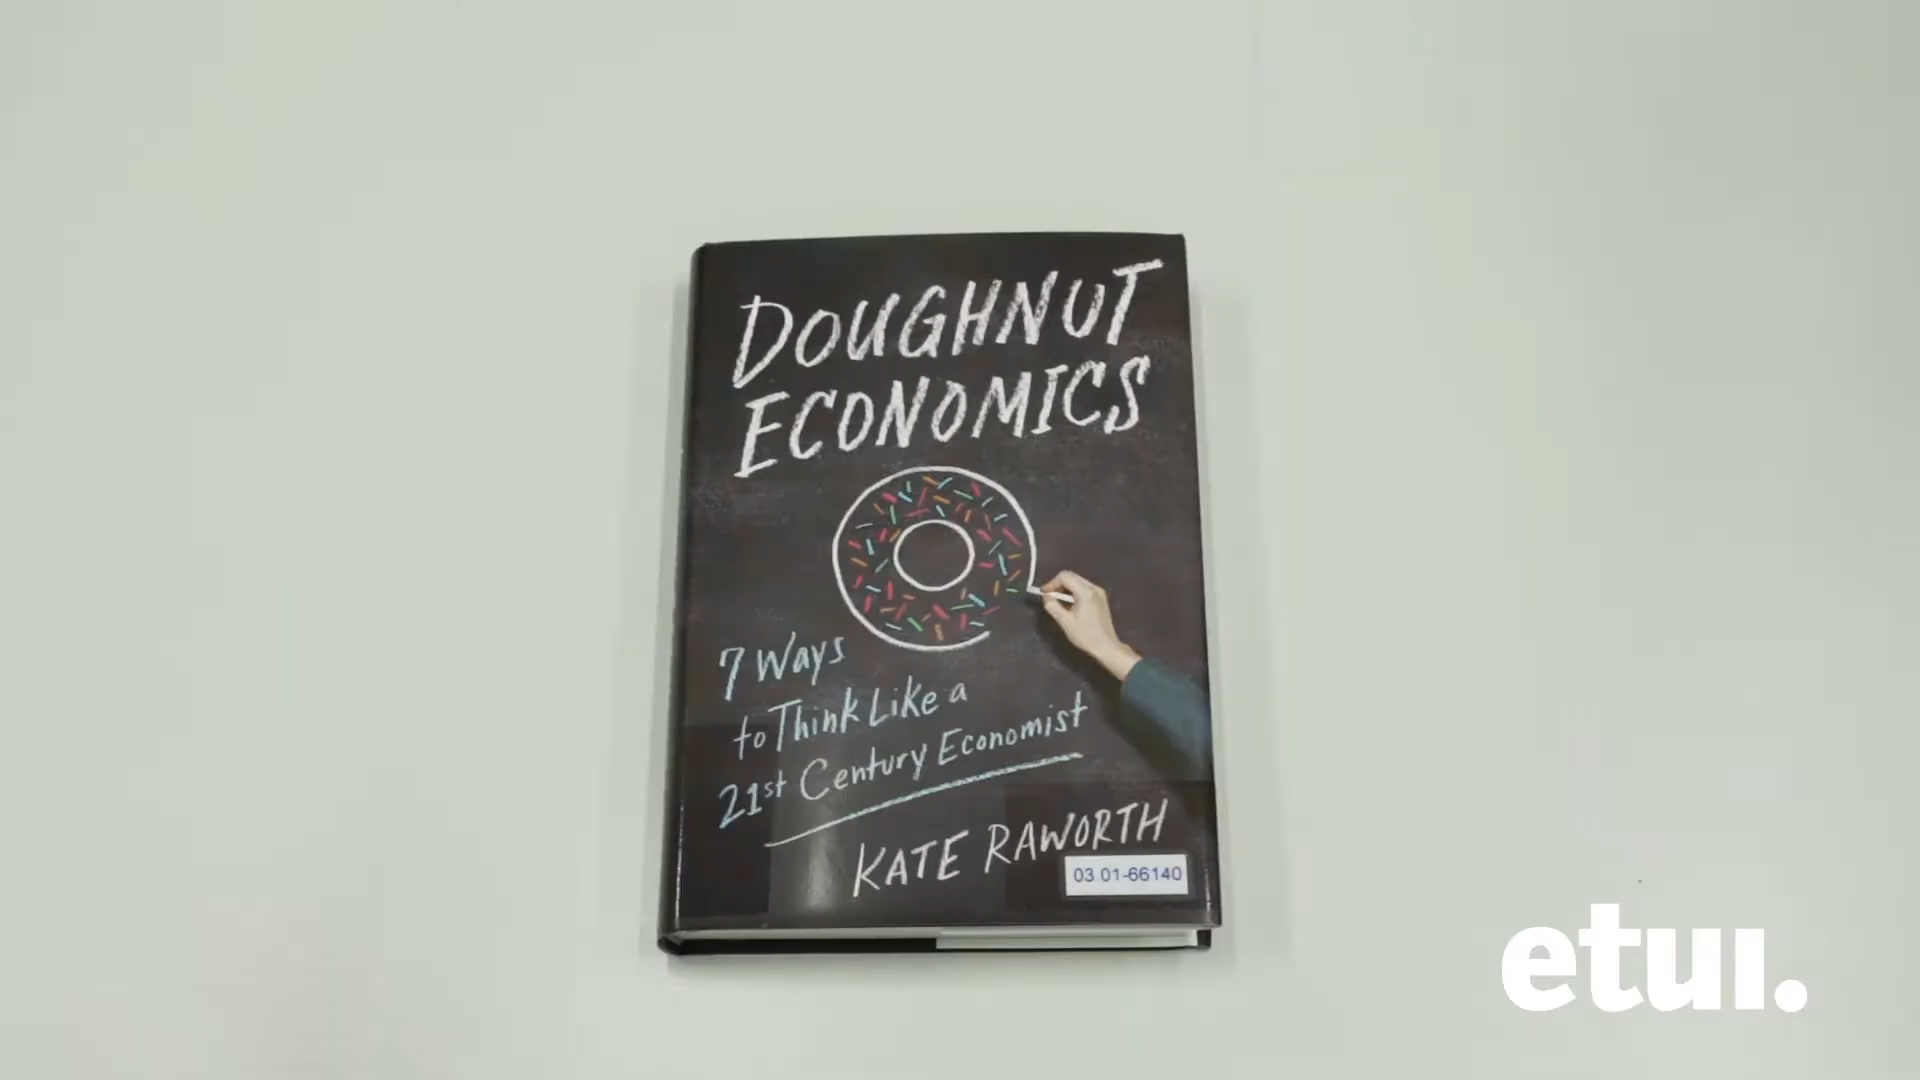 DOUGHNUT
ECONOMICS
7 Ways
to Think Like a
21st Century Economist
KATE RAWORTH
03.01-66140
etui.